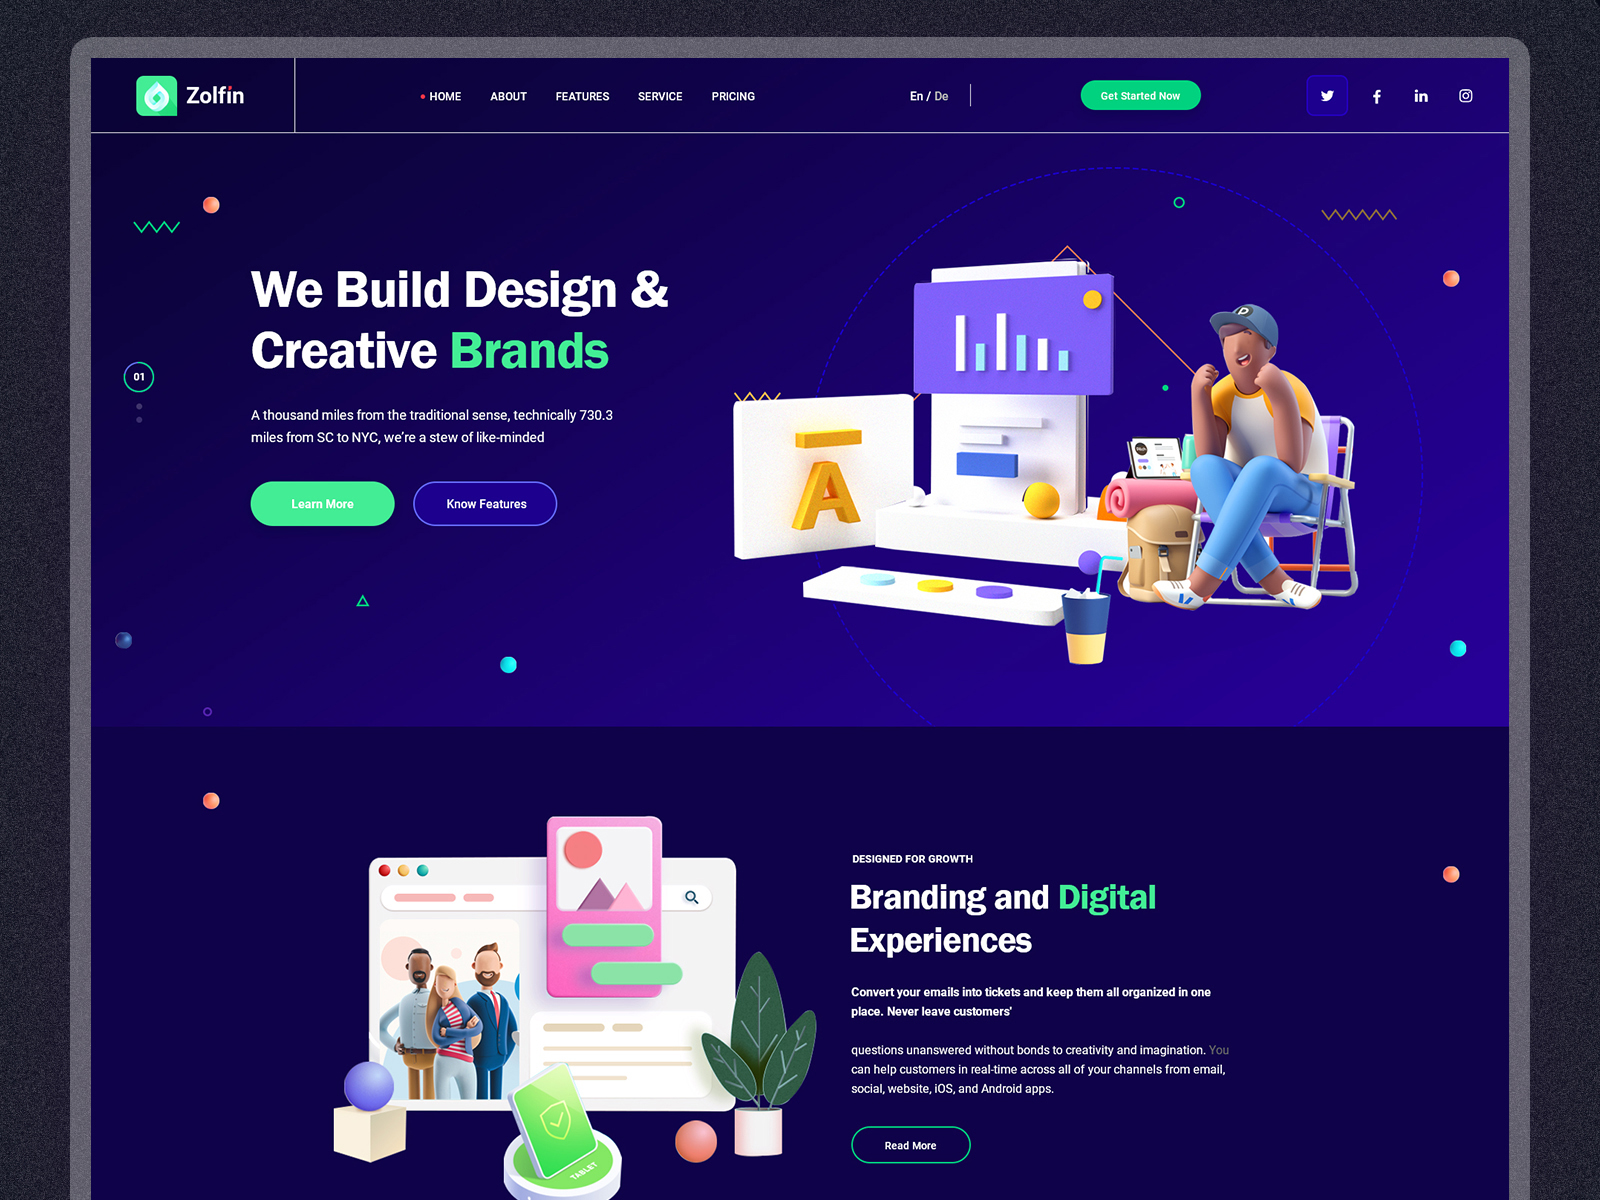 Zolfin
HOME ABOUT FEATURES SERVICE PRICING
En / De
Get Started Now
We Build Design &
Creative Brands
01
A thousand miles from the traditional sense, technically 730.3
miles from SC to NYC, we're a stew of like-minded
Learn More
Know Features
A
DESIGNED FOR GROWTH
Branding and Digital
Experiences
Convert your emails into tickets and keep them all organized in one
place. Never leave customers'
questions unanswered without bonds to creativity and imagination. You
can help customers in real-time across all of your channels from email,
social, website, iOS, and Android apps.
Read More
TABLET